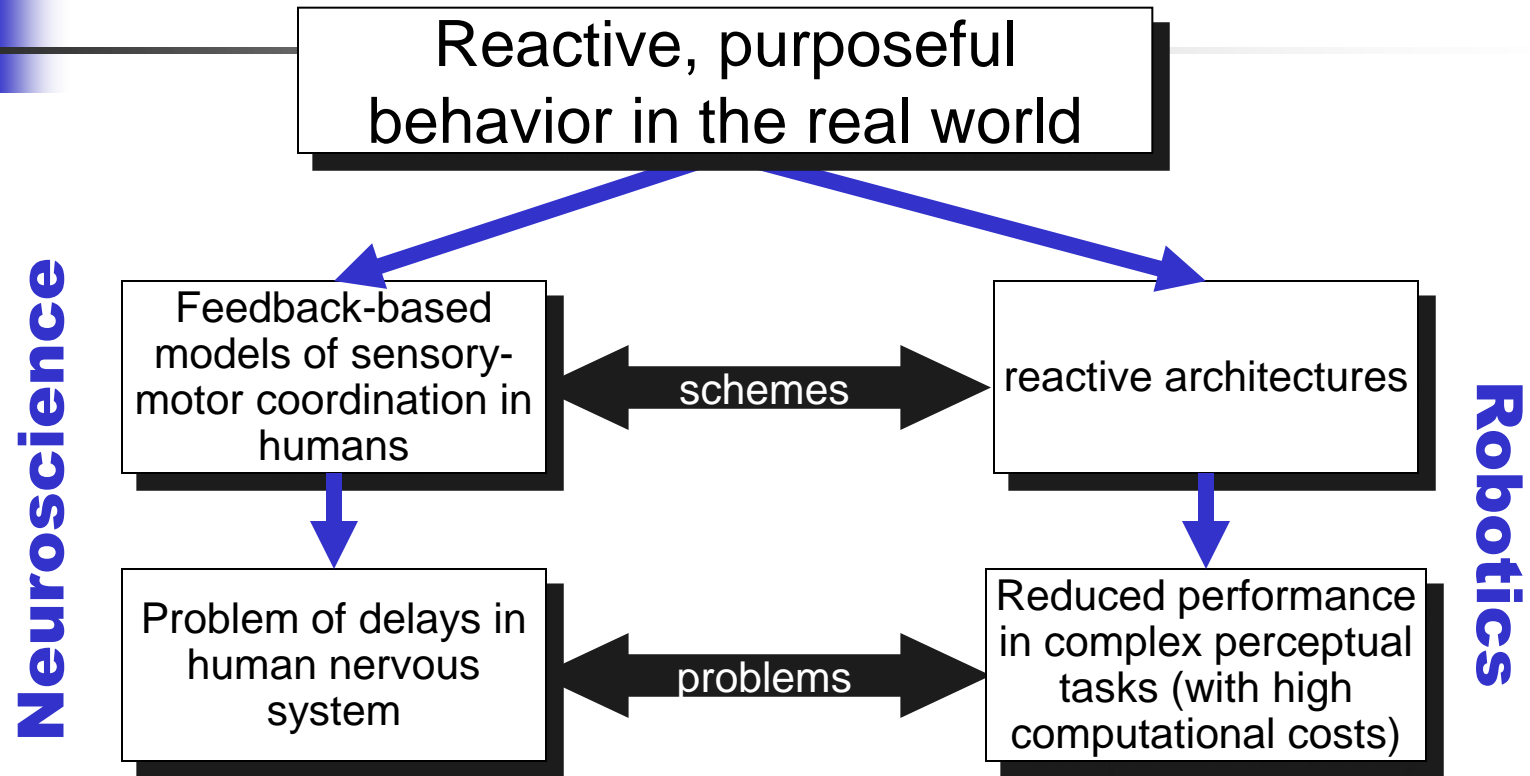 Reactive, purposeful
behavior in the real world
Neuroscience
Feedback-based
models of sensory-
motor coordination in
humans
schemes
reactive architectures
Robotics
Problem of delays in
human nervous
system
problems
Reduced performance
in complex perceptual
tasks (with high
computational costs)